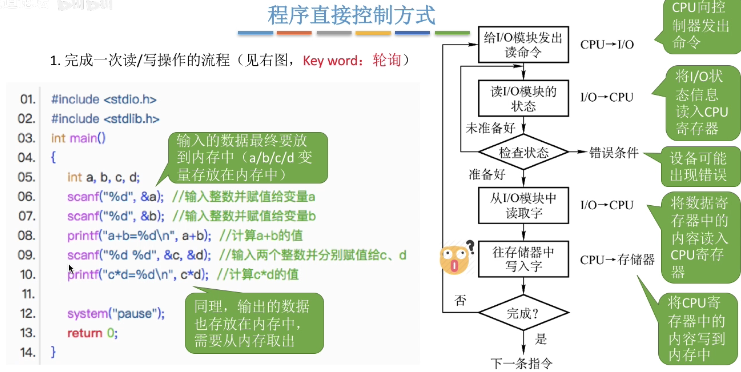 程序直接控制方式
1. 完成一次读/写操作的流程（见右图，Key word：轮询）
01. #include <stdio.h>
02. #include <stdlib.h>
03. int main()
04. {
05. int a, b, c, d;
06. scanf("%d", &a); //输入整数并赋值给变量a
07. scanf("%d", &b); //输入整数并赋值给变量b
08. printf("a+b=%d\n", a+b); //计算a+b的值
09. scanf("%d %d", &c, &d); //输入两个整数并分别赋值给c、d
10. printf("c*d=%d\n", c*d); //计算c*d的值
11.
12. system("pause");
13. return 0;
14. }
输入的数据最终要放
到内存中（a/b/c/d 变
量存放在内存中）
同理，输出的数据
也存放在内存中，
需要从内存取出
给I/O模块发出
读命令
CPU→I/O
CPU向控
制器发出
命令
读I/O模块的
状态
I/O→CPU
将I/O状
态信息
读入CPU
寄存器
未准备好
检查状态
错误条件
设备可能
出现错误
准备好
从I/O模块中
读取字
I/O→CPU
将数据寄
存器中的
内容读入
CPU寄存
器
往存储器中
写入字
CPU→存储器
将CPU寄
存器中的
内容写到
内存中
否
完成?
是
下一条指令